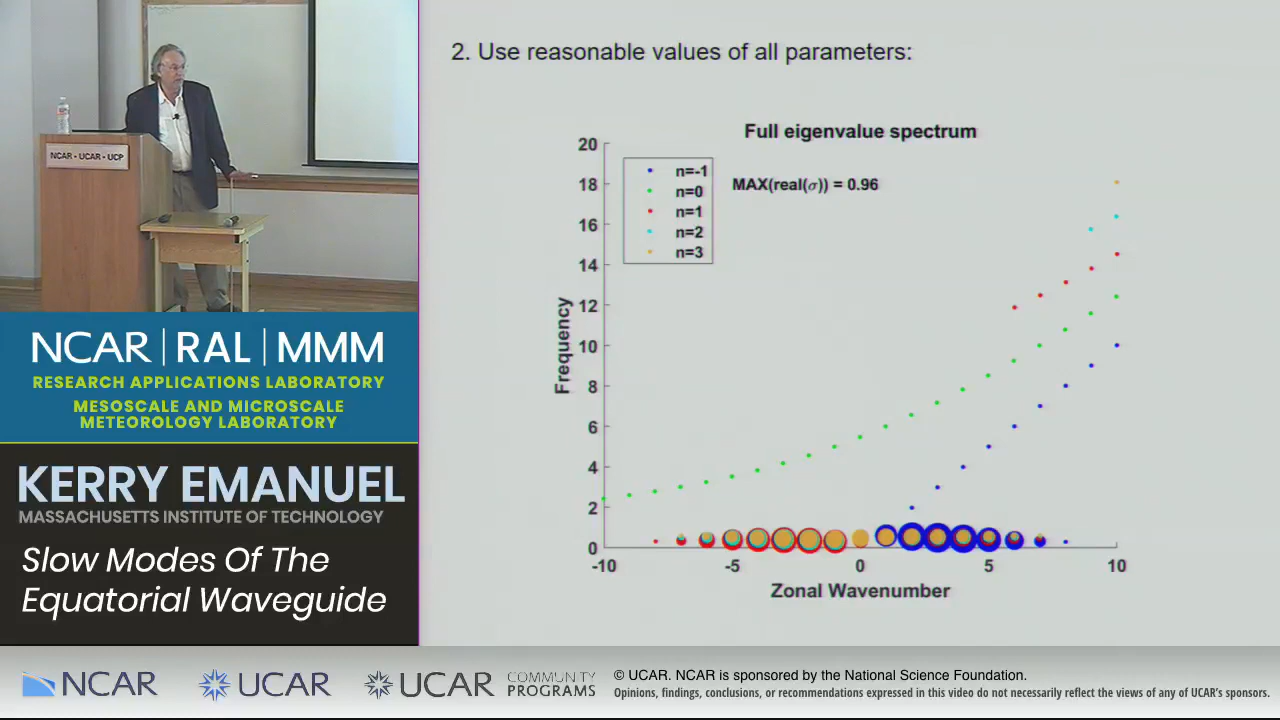 2. Use reasonable values of all parameters:
Full eigenvalue spectrum
MAX(real(σ)) = 0.96
n=-1
n=0
n=1
n=2
n=3
20
18
16
14
12
10
8
6
4
2
0
Frequency
-10 -5 0 5 10
Zonal Wavenumber
NCAR • UCAR • UCP
NCAR | RAL | MMM
RESEARCH APPLICATIONS LABORATORY
MESOSCALE AND MICROSCALE
METEOROLOGY LABORATORY
KERRY EMANUEL
MASSACHUSETTS INSTITUTE OF TECHNOLOGY
Slow Modes Of The
Equatorial Waveguide
NCAR UCAR UCAR COMMUNITY
PROGRAMS
© UCAR. NCAR is sponsored by the National Science Foundation.
Opinions, findings, conclusions, or recommendations expressed in this video do not necessarily reflect the views of any of UCAR's sponsors.